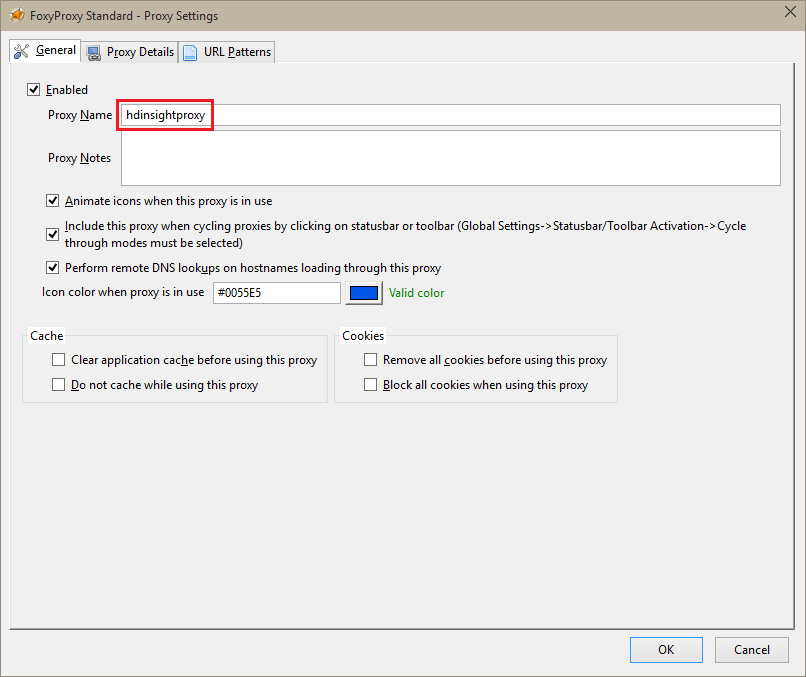 FoxyProxy Standard - Proxy Settings
General Proxy Details URL Patterns
Enabled
Proxy Name hdinsightproxy
Proxy Notes
Animate icons when this proxy is in use
Include this proxy when cycling proxies by clicking on statusbar or toolbar (Global Settings->Statusbar/Toolbar Activation->Cycle
through modes must be selected)
Perform remote DNS lookups on hostnames loading through this proxy
Icon color when proxy is in use #0055E5 Valid color
Cache
Clear application cache before using this proxy
Do not cache while using this proxy
Cookies
Remove all cookies before using this proxy
Block all cookies when using this proxy
OK Cancel